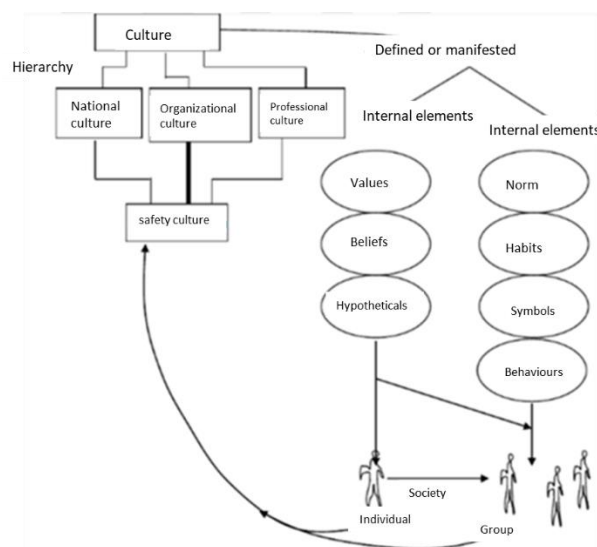 Culture
Defined or manifested
Hierarchy
National
culture
Organizational
culture
Professional
culture
Internal elements
Internal elements
Values
Norm
safety culture
Beliefs
Habits
Hypotheticals
Symbols
Behaviours
Society
Individual
Group